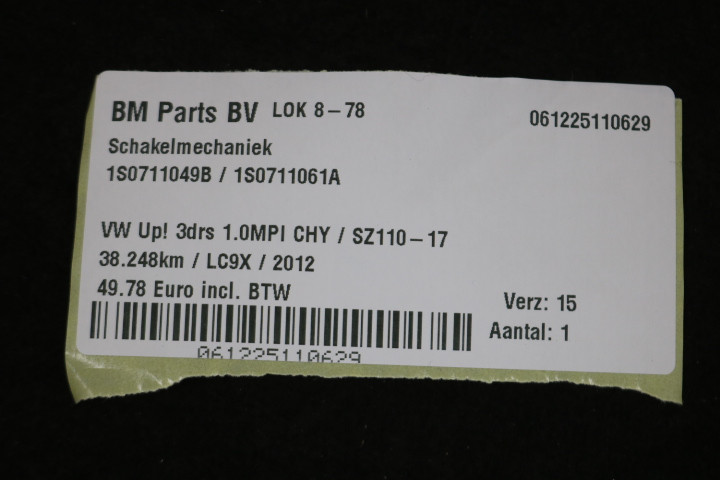 BM Parts BV LOK 8-78 061225110629
Schakelmechaniek
1S0711049B / 1S0711061A
VW Up! 3drs 1.0MPI CHY / SZ110-17
38.248km / LC9X / 2012
49.78 Euro incl. BTW
Verz: 15
Aantal: 1
061225110629